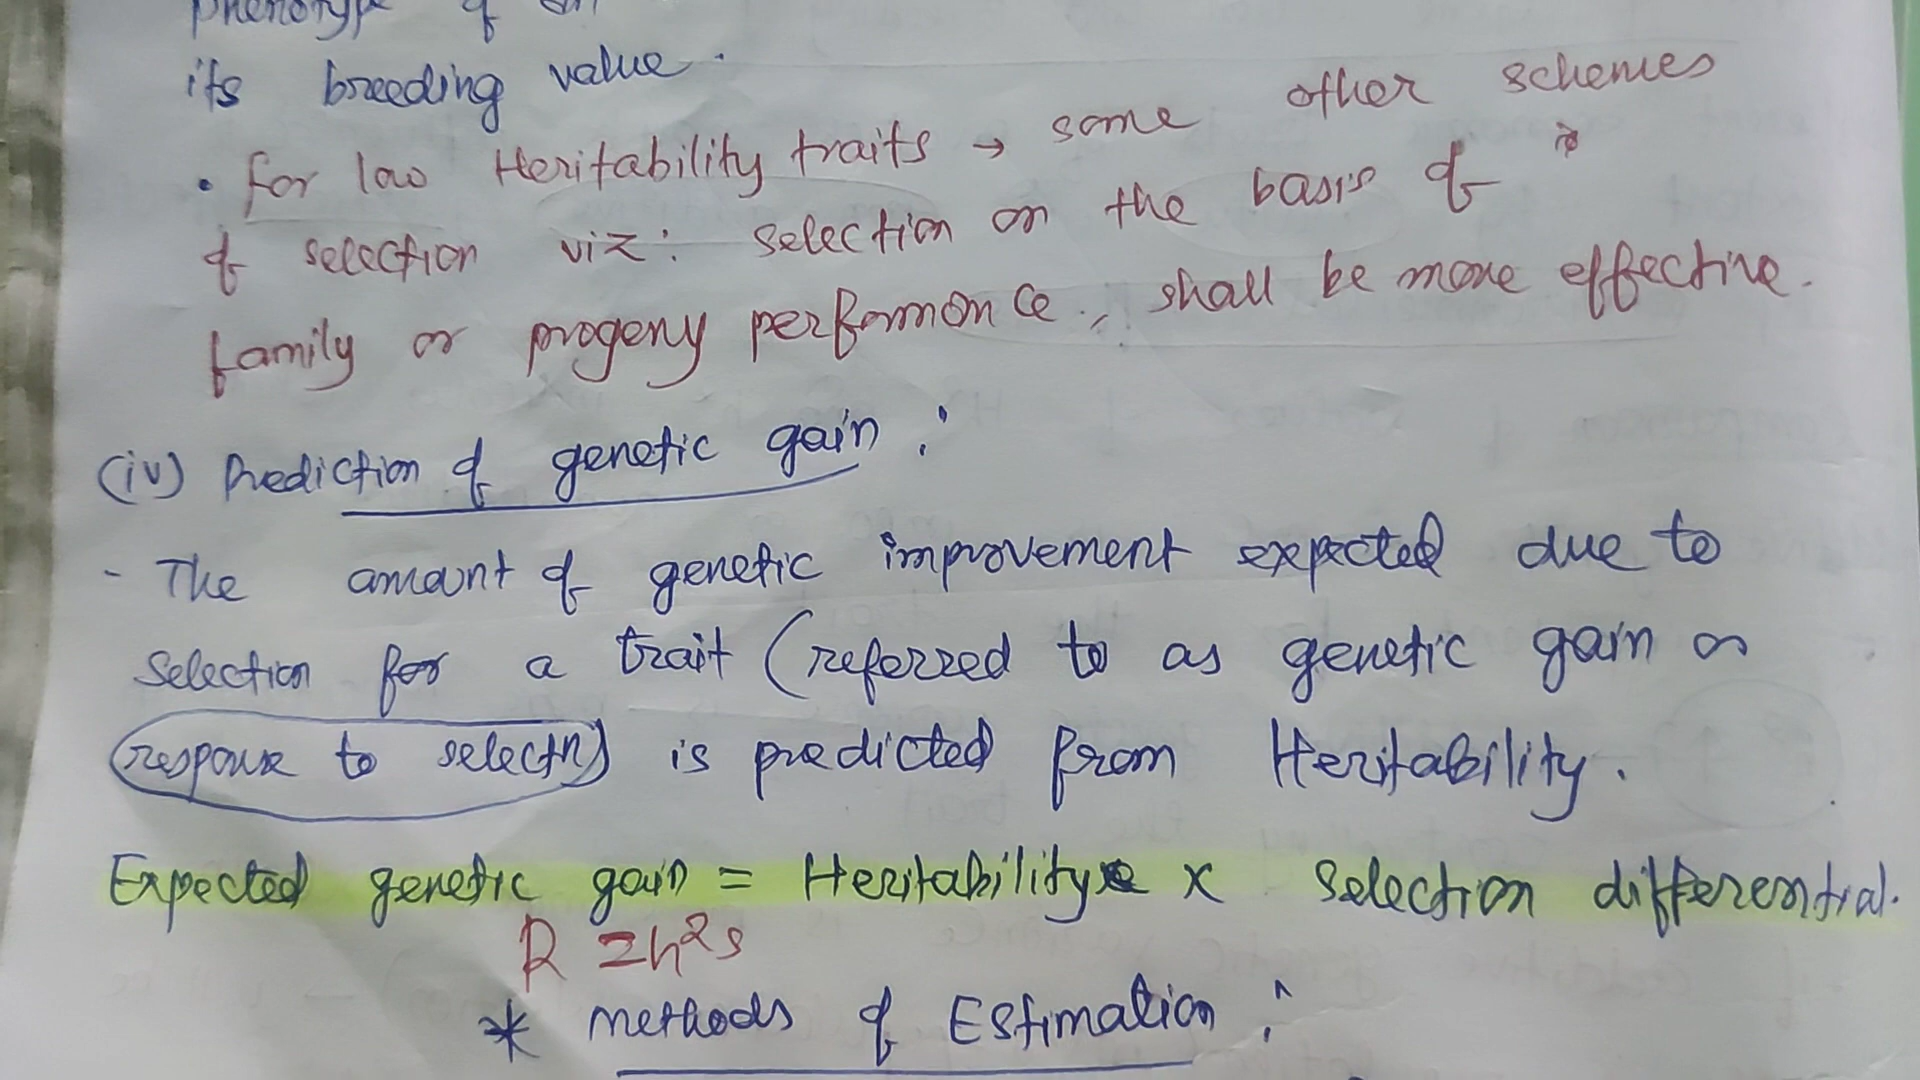 phenotype of an
its breeding value.
• for low Heritability traits → some other schemes
of selection viz: selection on the basis of
family or progeny performance, shall be more effective.
(iv) Prediction of genetic gain :
- The amount of genetic improvement expected due to
selection for a trait (referred to as genetic gain or
response to selectn) is predicted from Heritability.
Expected genetic gain = Heritability x selection differential.
R = h²s
* methods of Estimation :